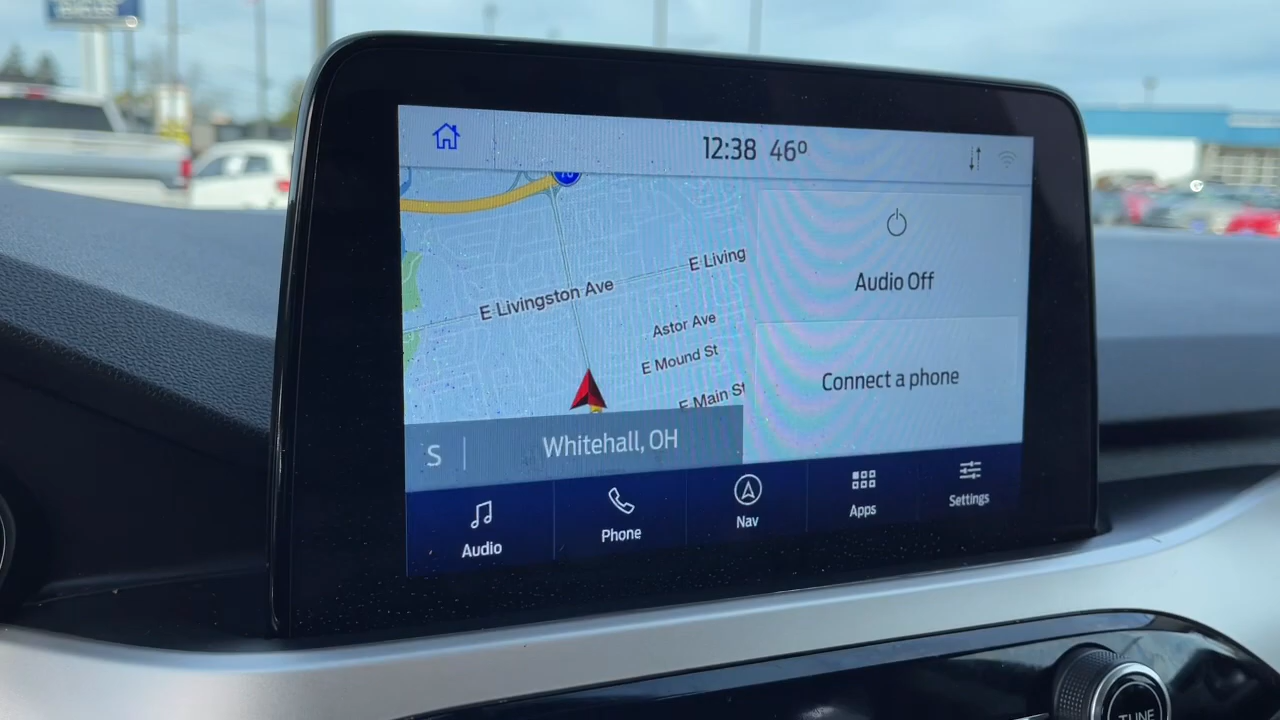 12:38 46°
70
E Living
E Livingston Ave
Astor Ave
E Mound St
E Main St
S
Whitehall, OH
Audio Off
Connect a phone
Audio
Phone
Nav
Apps
Settings
TUNE